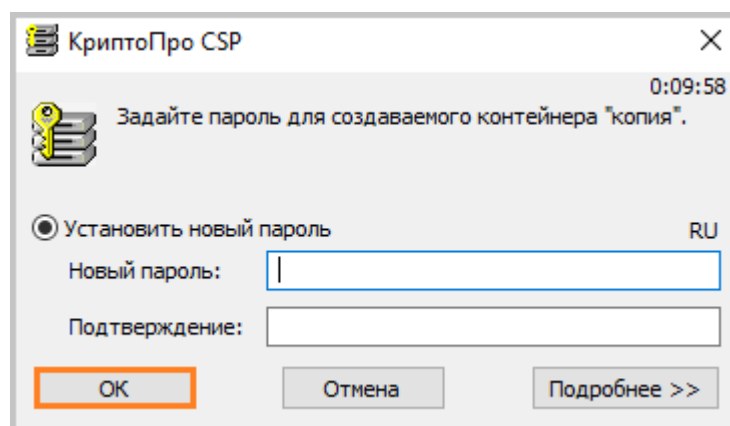 КриптоПро CSP
0:09:58
Задайте пароль для создаваемого контейнера "копия".
Установить новый пароль
RU
Новый пароль:
Подтверждение:
ОК
Отмена
Подробнее >>